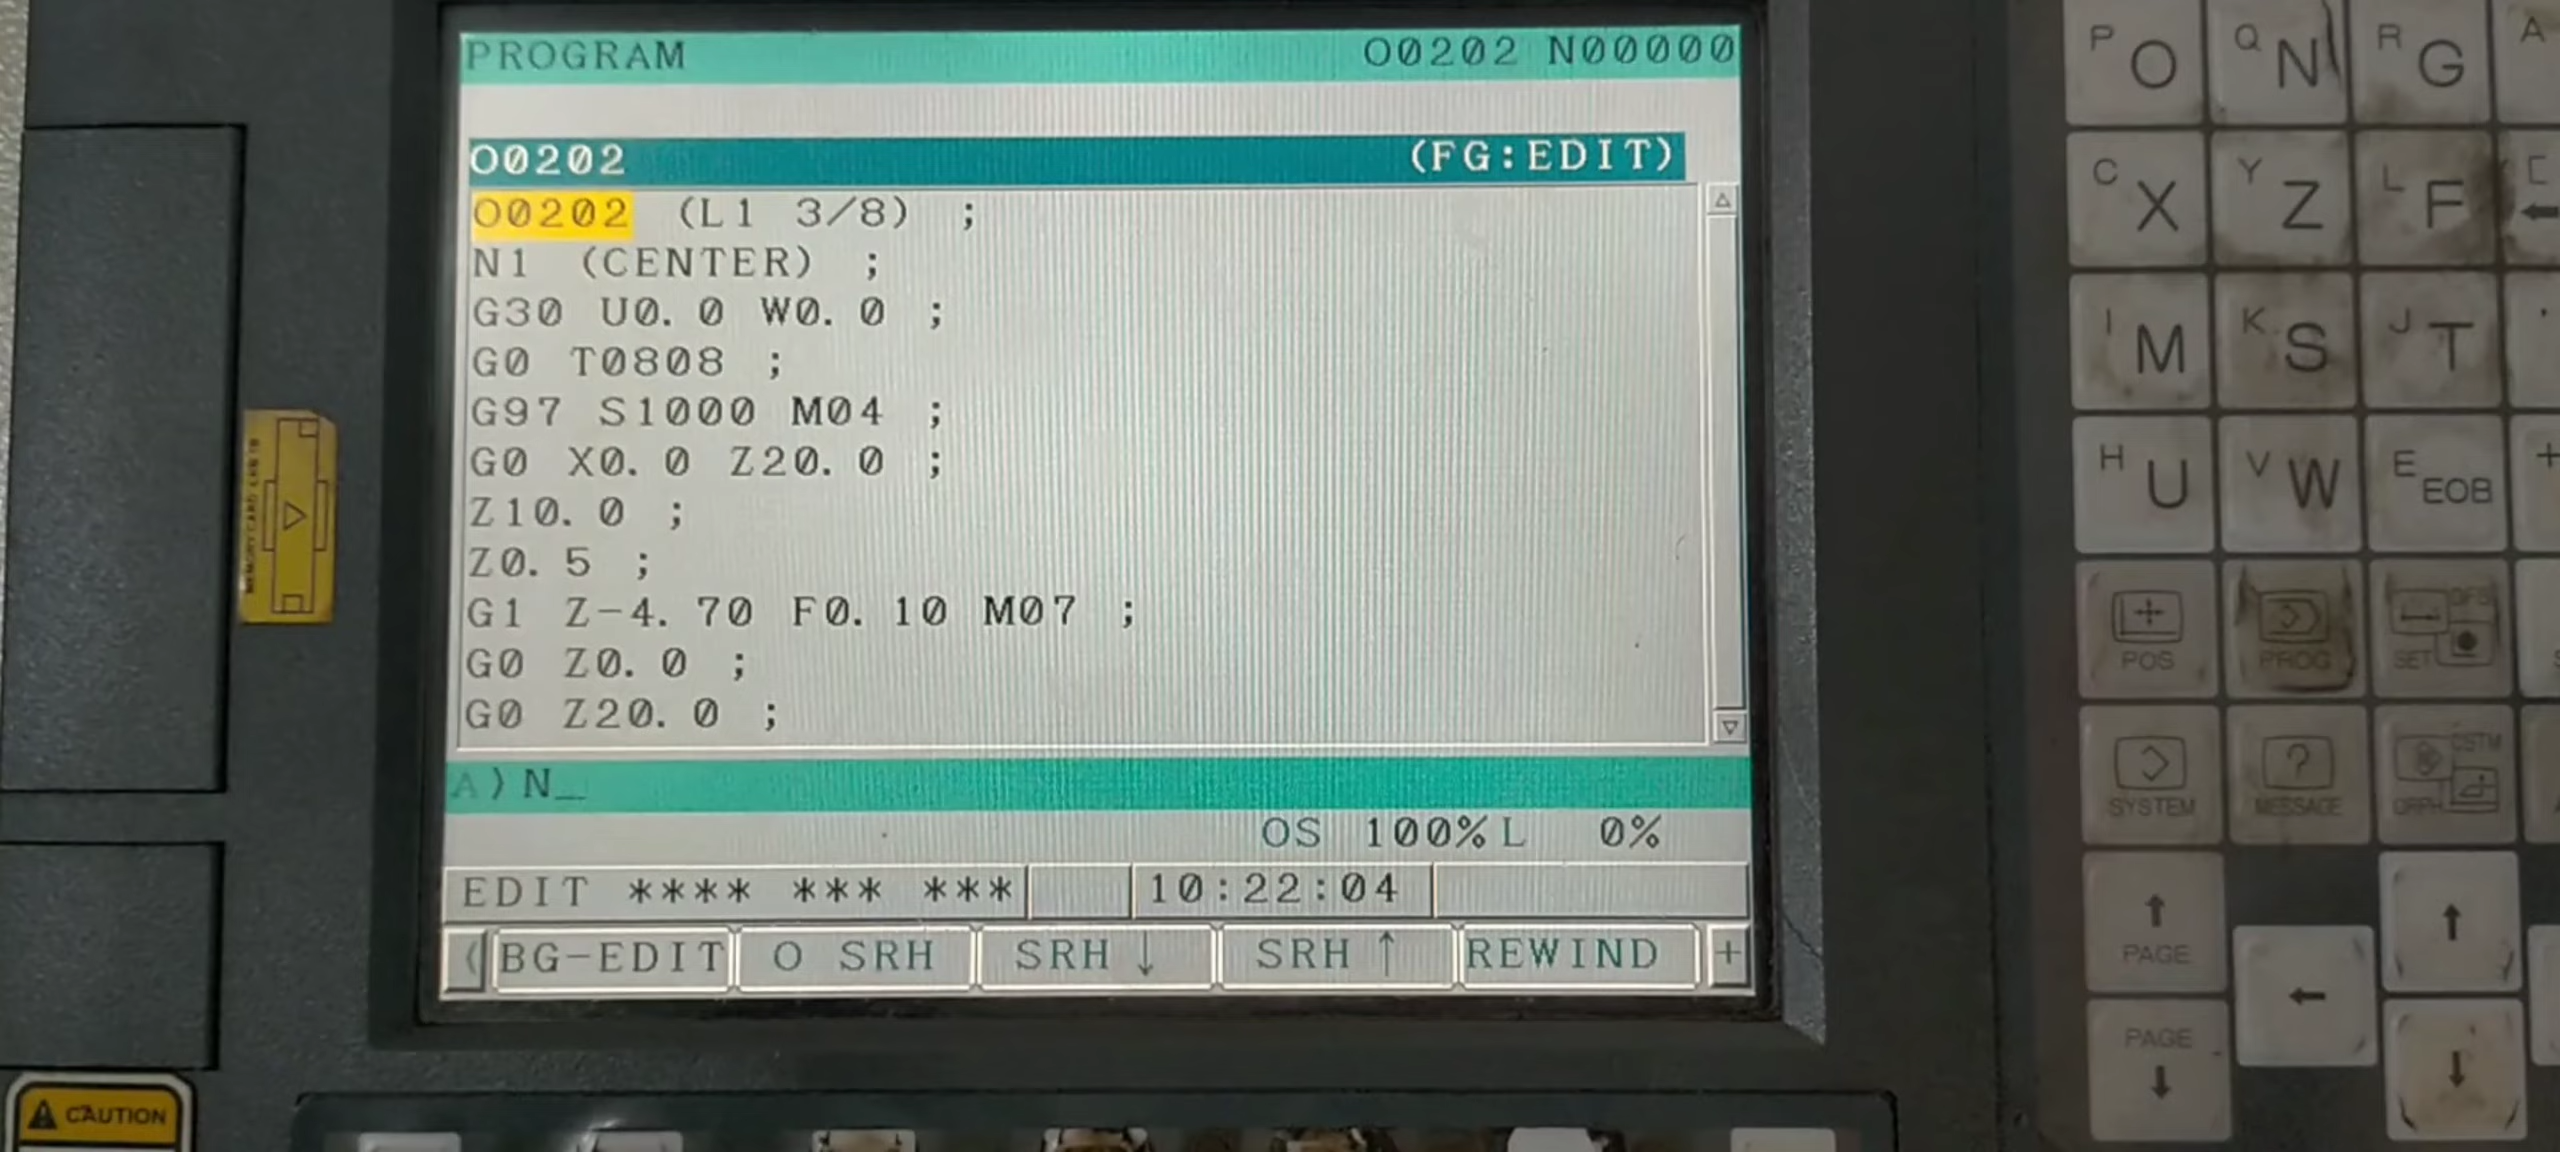 PROGRAM O0202 N00000
O0202 (FG:EDIT)
O0202 (L1 3/8) ;
N1 (CENTER) ;
G30 U0.0 W0.0 ;
G0 T0808 ;
G97 S1000 M04 ;
G0 X0.0 Z20.0 ;
Z10.0 ;
Z0.5 ;
G1 Z-4.70 F0.10 M07 ;
G0 Z0.0 ;
G0 Z20.0 ;
A)N_
OS 100% L 0%
EDIT **** *** *** 10:22:04
BG-EDIT O SRH SRH↓ SRH↑ REWIND +
CAUTION
P O Q N R G A
C X Y Z L F
I M K S J T
H U V W E EOB +
POS PROG OFS SET
SYSTEM MESSAGE CSTM GRPH
↑ PAGE ↑
←
PAGE ↓ ↓